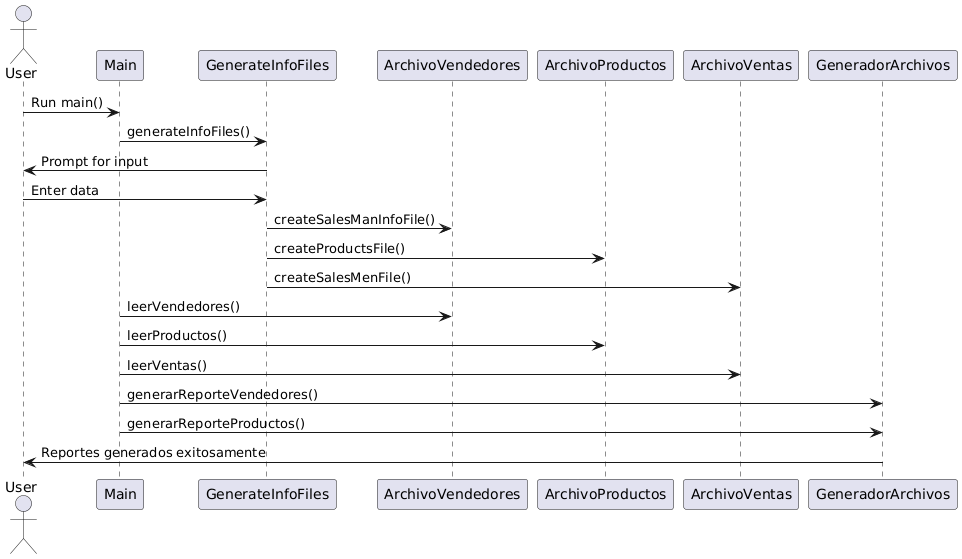 User
Main
GenerateInfoFiles
ArchivoVendedores
ArchivoProductos
ArchivoVentas
GeneradorArchivos
Run main()
generateInfoFiles()
Prompt for input
Enter data
createSalesManInfoFile()
createProductsFile()
createSalesMenFile()
leerVendedores()
leerProductos()
leerVentas()
generarReporteVendedores()
generarReporteProductos()
Reportes generados exitosamente
User
Main
GenerateInfoFiles
ArchivoVendedores
ArchivoProductos
ArchivoVentas
GeneradorArchivos